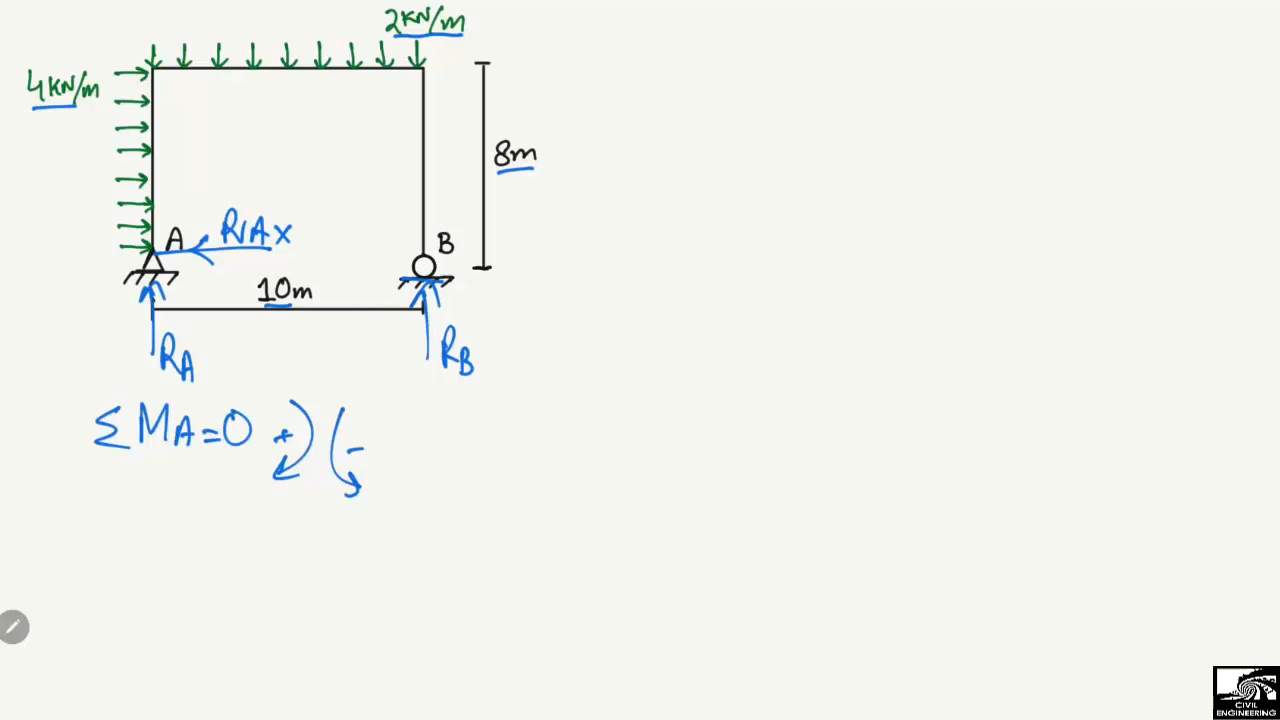 2KN/m
4KN/m
8m
A
RAx
B
10m
RA
RB
ΣMA=0 + -
CIVIL
ENGINEERING